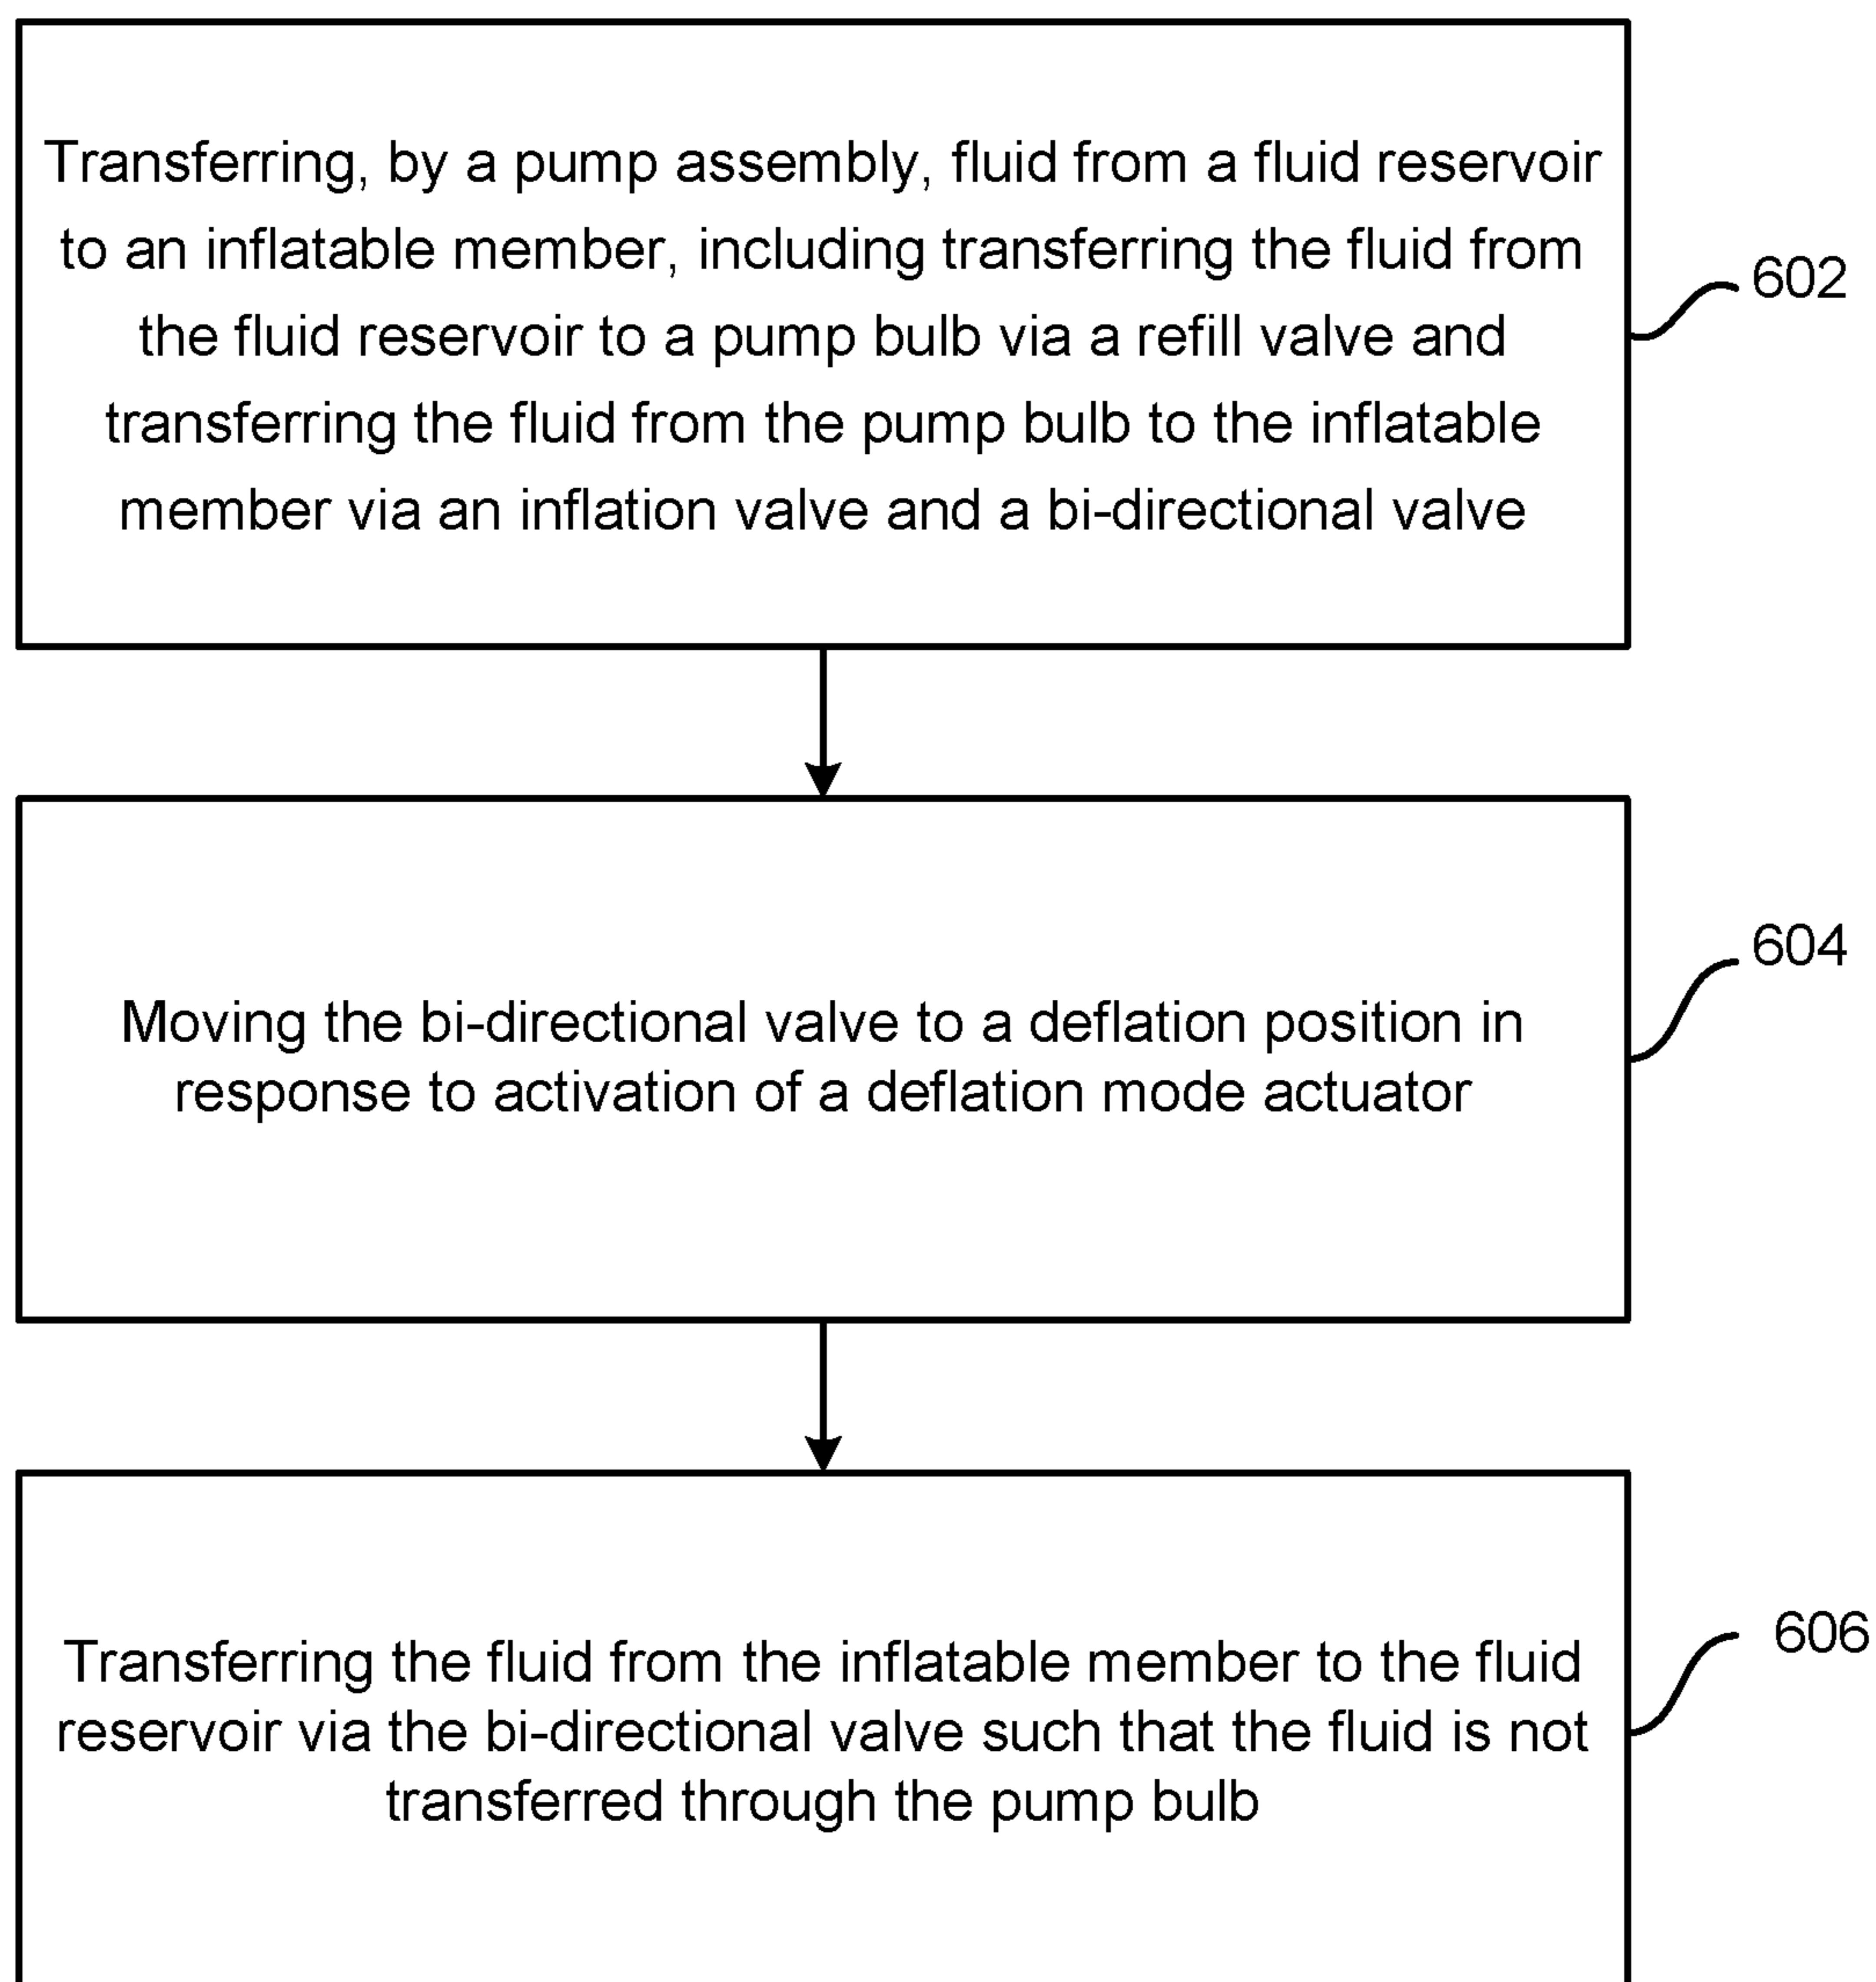 Transferring, by a pump assembly, fluid from a fluid reservoir
to an inflatable member, including transferring the fluid from
the fluid reservoir to a pump bulb via a refill valve and
transferring the fluid from the pump bulb to the inflatable
member via an inflation valve and a bi-directional valve
602
Moving the bi-directional valve to a deflation position in
response to activation of a deflation mode actuator
604
Transferring the fluid from the inflatable member to the fluid
reservoir via the bi-directional valve such that the fluid is not
transferred through the pump bulb
606